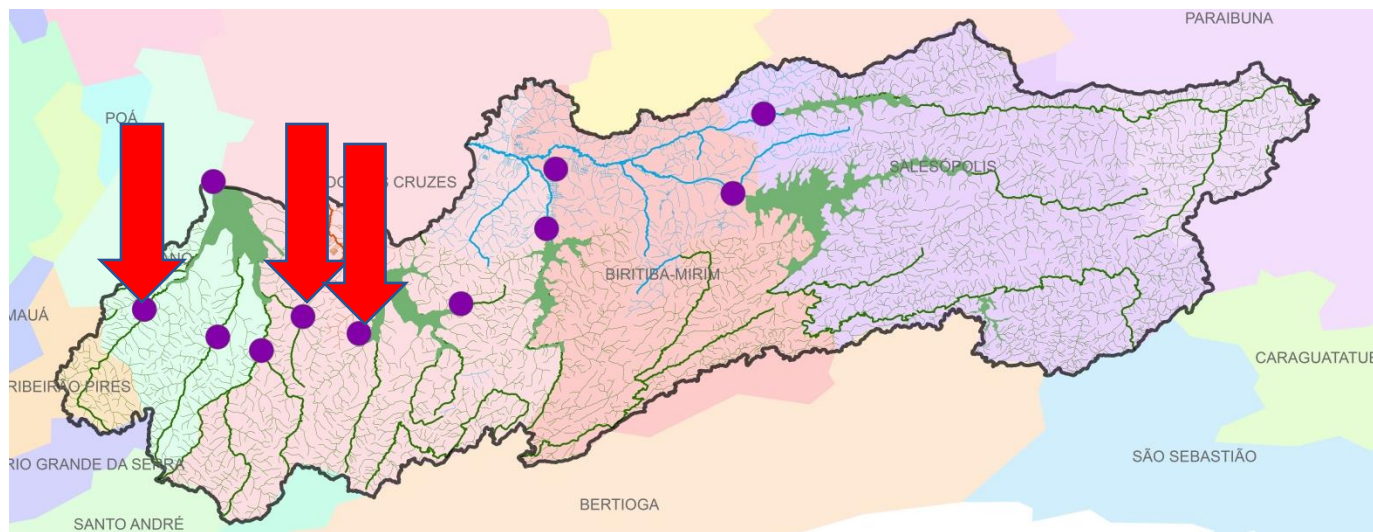 PARAIBUNA
POÁ
CRUZES
SALESÓPOLIS
BIRITIBA-MIRIM
MAUÁ
CARAGUATATUB
RIBEIRÃO PIRES
SÃO SEBASTIÃO
RIO GRANDE DA SERRA
BERTIOGA
SANTO ANDRÉ